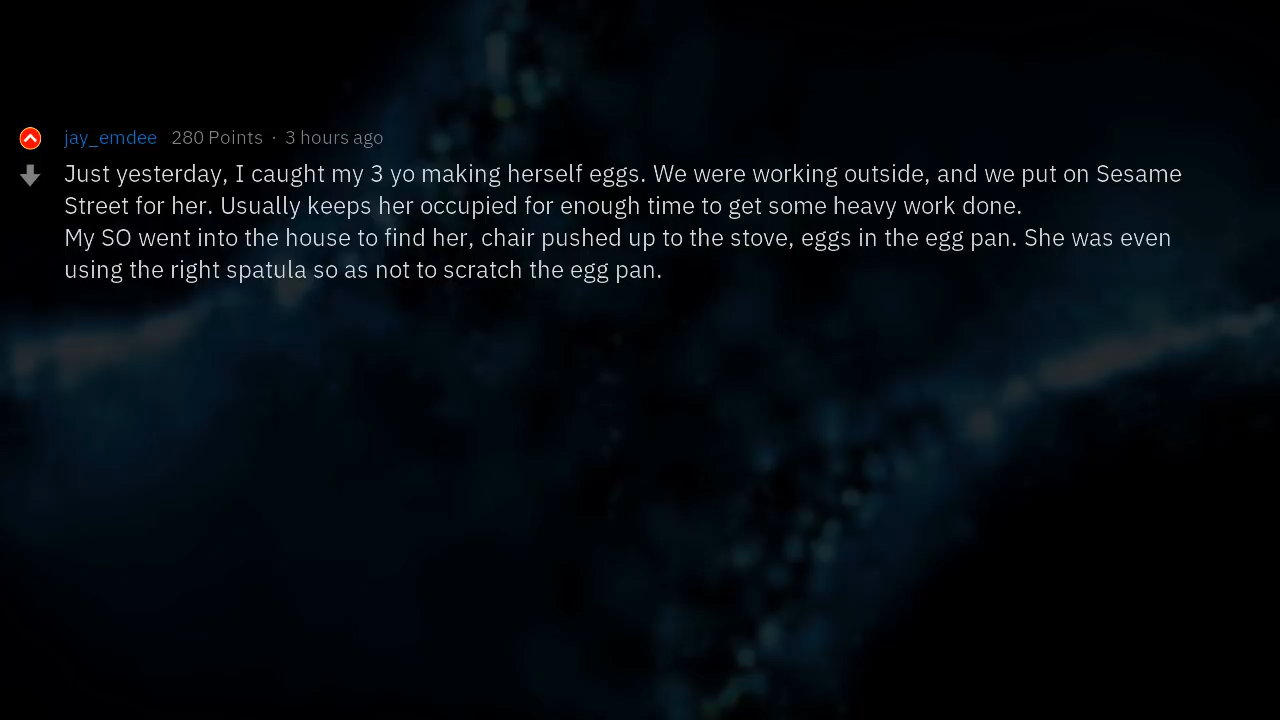 jay_emdee 280 Points · 3 hours ago
Just yesterday, I caught my 3 yo making herself eggs. We were working outside, and we put on Sesame
Street for her. Usually keeps her occupied for enough time to get some heavy work done.
My SO went into the house to find her, chair pushed up to the stove, eggs in the egg pan. She was even
using the right spatula so as not to scratch the egg pan.